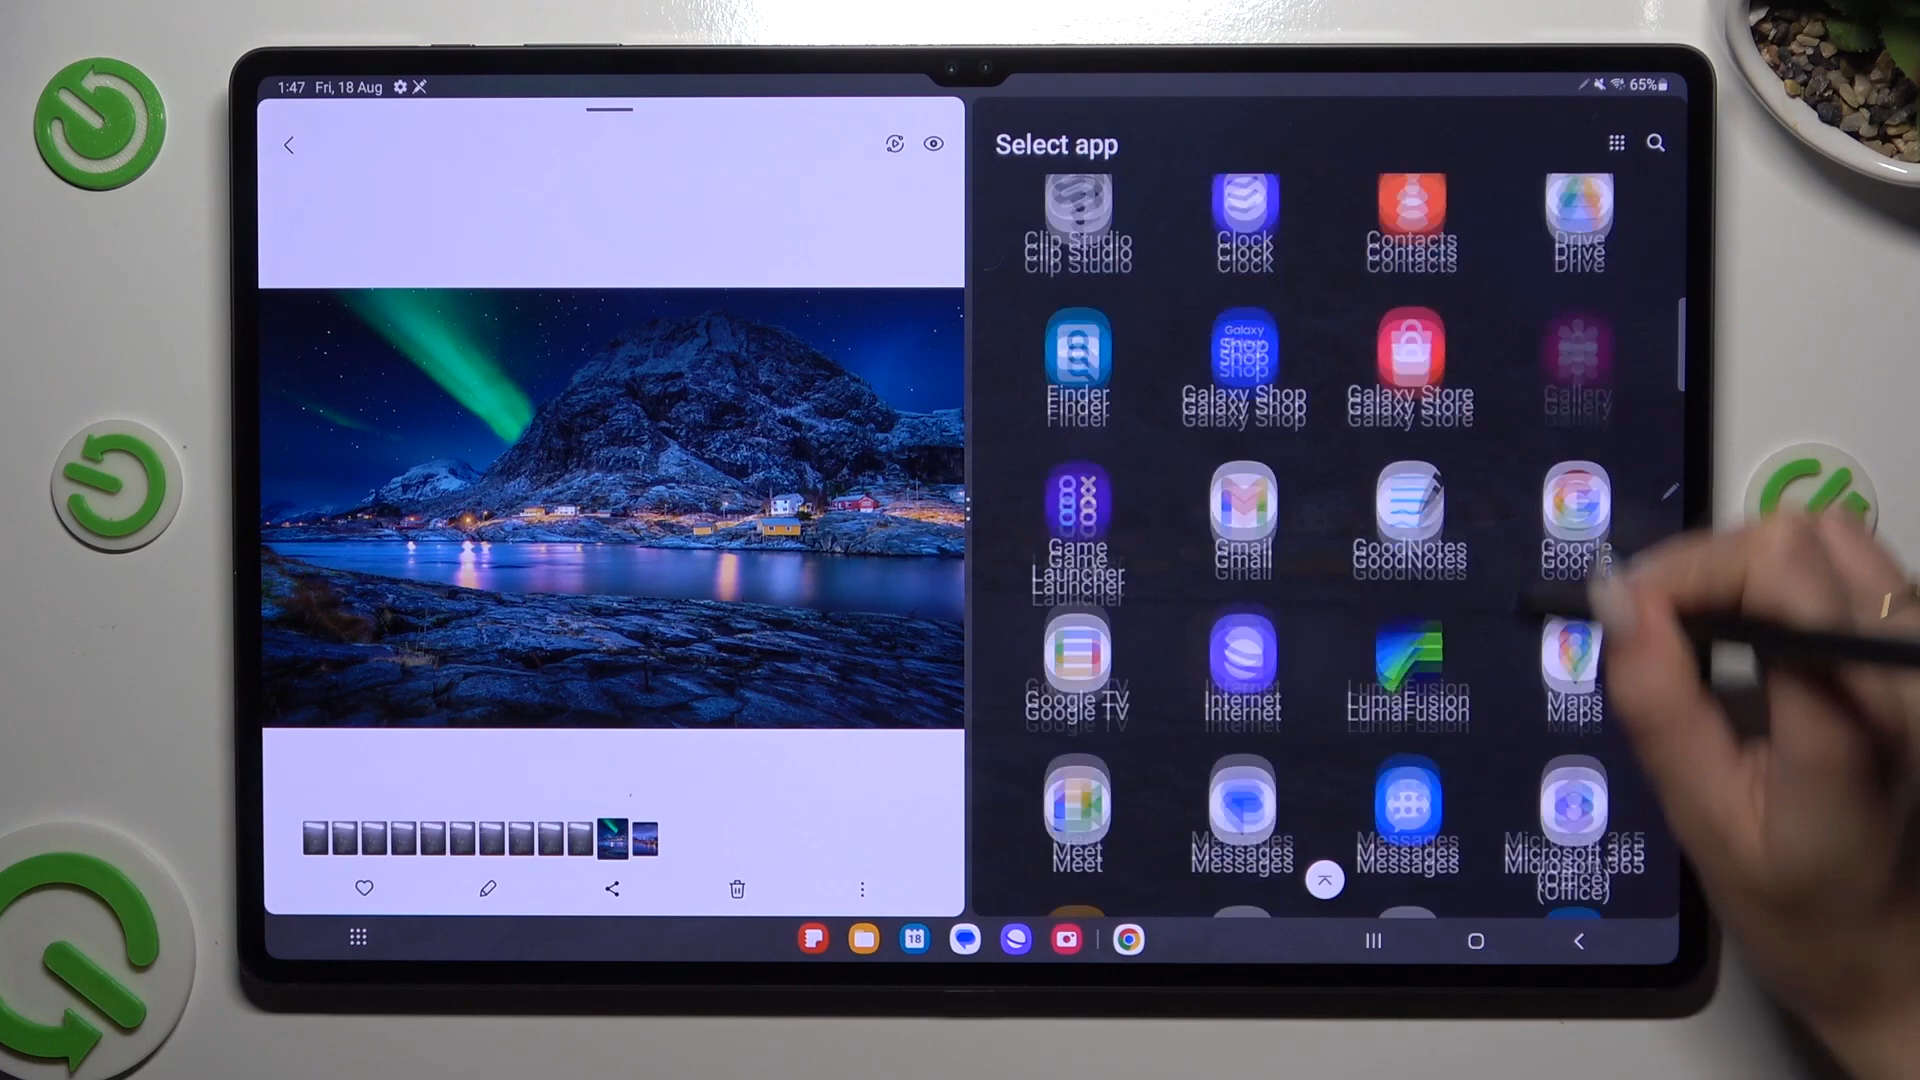 1:47 Fri, 18 Aug
65%
Select app
Clip Studio Clock Contacts Drive
Galaxy
Shop
Finder Galaxy Shop Galaxy Store Gallery
Game Gmail GoodNotes Google
Launcher
Google TV Internet LumaFusion Maps
Meet Messages Messages Microsoft 365
(Office)
18